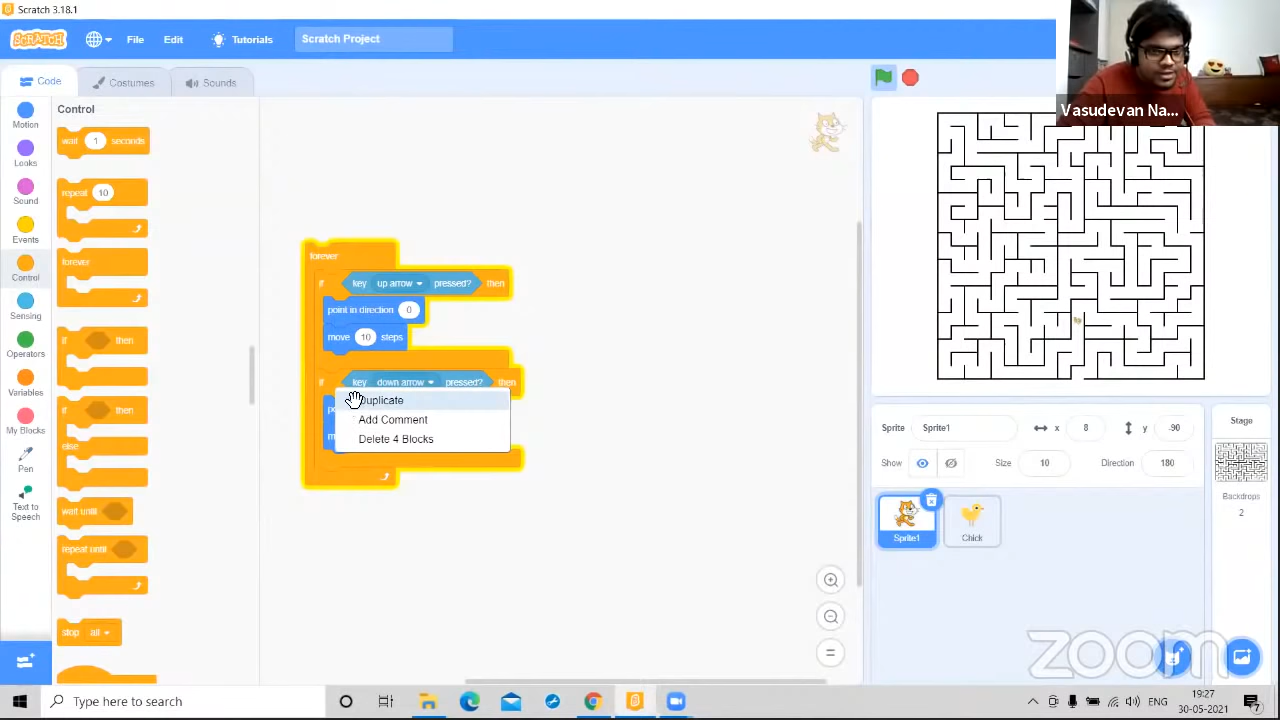 Scratch 3.18.1
SCRATCH
File
Edit
Tutorials
Scratch Project
Vasudevan Na...
Code
Costumes
Sounds
Motion
Looks
Sound
Events
Control
Sensing
Operators
Variables
My Blocks
Pen
Text to
Speech
Control
wait 1 seconds
repeat 10
forever
if then
if then
else
wait until
repeat until
stop all
forever
if key up arrow pressed? then
point in direction 0
move 10 steps
if key down arrow pressed? then
Duplicate
Add Comment
Delete 4 Blocks
Sprite Sprite1 x 8 y -90
Show Size 10 Direction 180
Sprite1
Chick
Stage
Backdrops
2
zoom
Type here to search
ENG
19:27
30-05-2021
7